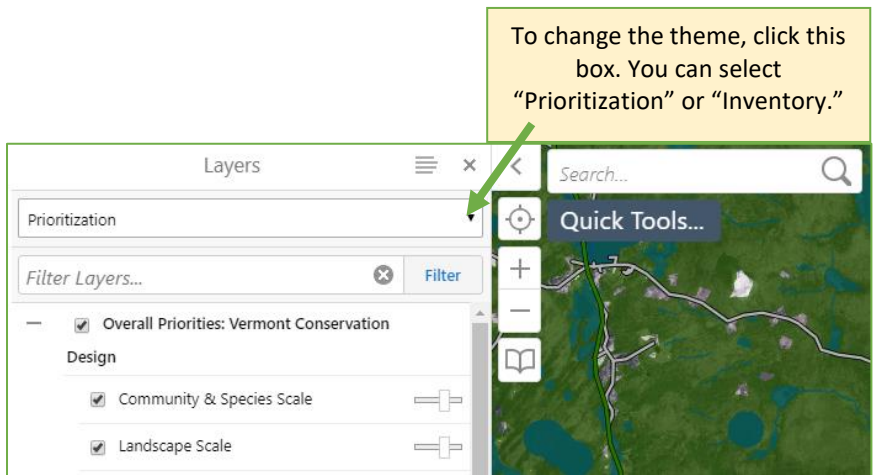 To change the theme, click this
box. You can select
“Prioritization” or “Inventory.”
Layers
Search...
Prioritization
Quick Tools...
Filter Layers...
Filter
Overall Priorities: Vermont Conservation
Design
Community & Species Scale
Landscape Scale